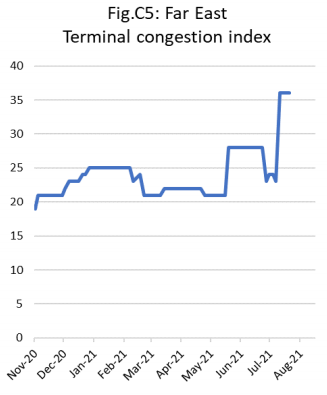 Fig.C5: Far East
Terminal congestion index
40
35
30
25
20
15
10
5
0
Nov-20
Dec-20
Jan-21
Feb-21
Mar-21
Apr-21
May-21
Jun-21
Jul-21
Aug-21